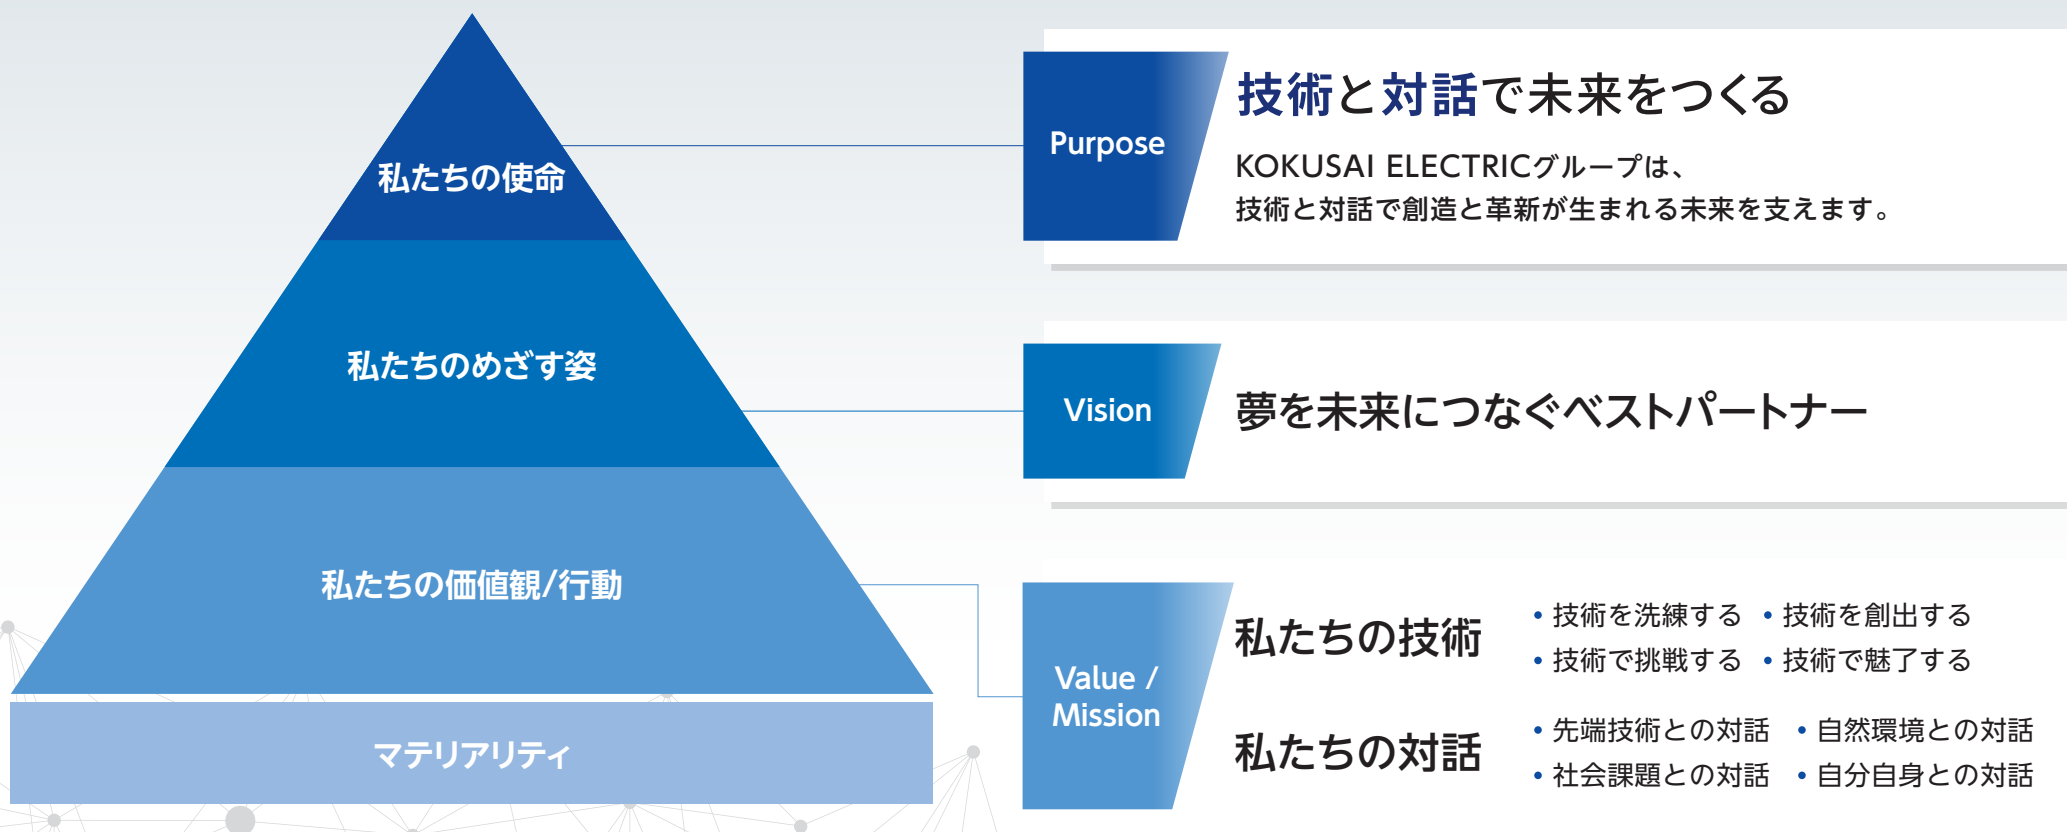 私たちの使命
私たちのめざす姿
私たちの価値観/行動
マテリアリティ
Purpose
技術と対話で未来をつくる
KOKUSAI ELECTRICグループは、
技術と対話で創造と革新が生まれる未来を支えます。
Vision
夢を未来につなぐベストパートナー
Value /
Mission
私たちの技術
• 技術を洗練する • 技術を創出する
• 技術で挑戦する • 技術で魅了する
私たちの対話
• 先端技術との対話 • 自然環境との対話
• 社会課題との対話 • 自分自身との対話